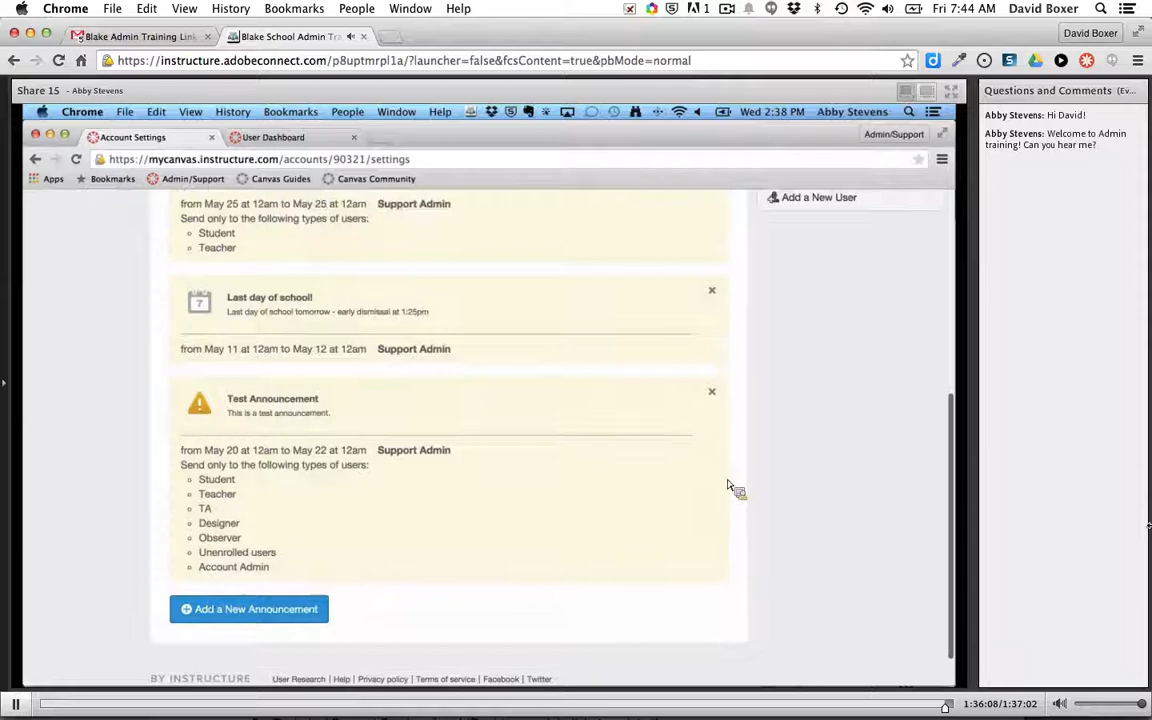 Chrome File Edit View History Bookmarks People Window Help 1 Fri 7:44 AM David Boxer
Blake Admin Training Link × Blake School Admin Tra × David Boxer
https://instructure.adobeconnect.com/p8uptmrpl1a/?launcher=false&fcsContent=true&pbMode=normal
Share 15 - Abby Stevens
Chrome File Edit View History Bookmarks People Window Help Wed 2:38 PM Abby Stevens
Account Settings × User Dashboard × Admin/Support
https://mycanvas.instructure.com/accounts/90321/settings
Apps Bookmarks Admin/Support Canvas Guides Canvas Community
Add a New User
from May 25 at 12am to May 25 at 12am Support Admin
Send only to the following types of users:
Student
Teacher
7
Last day of school!
Last day of school tomorrow - early dismissal at 1:25pm
from May 11 at 12am to May 12 at 12am Support Admin
Test Announcement
This is a test announcement.
from May 20 at 12am to May 22 at 12am Support Admin
Send only to the following types of users:
Student
Teacher
TA
Designer
Observer
Unenrolled users
Account Admin
Add a New Announcement
BY INSTRUCTURE User Research | Help | Privacy policy | Terms of service | Facebook | Twitter
Questions and Comments (Ev...
Abby Stevens: Hi David!
Abby Stevens: Welcome to Admin
training! Can you hear me?
1:36:08/1:37:02